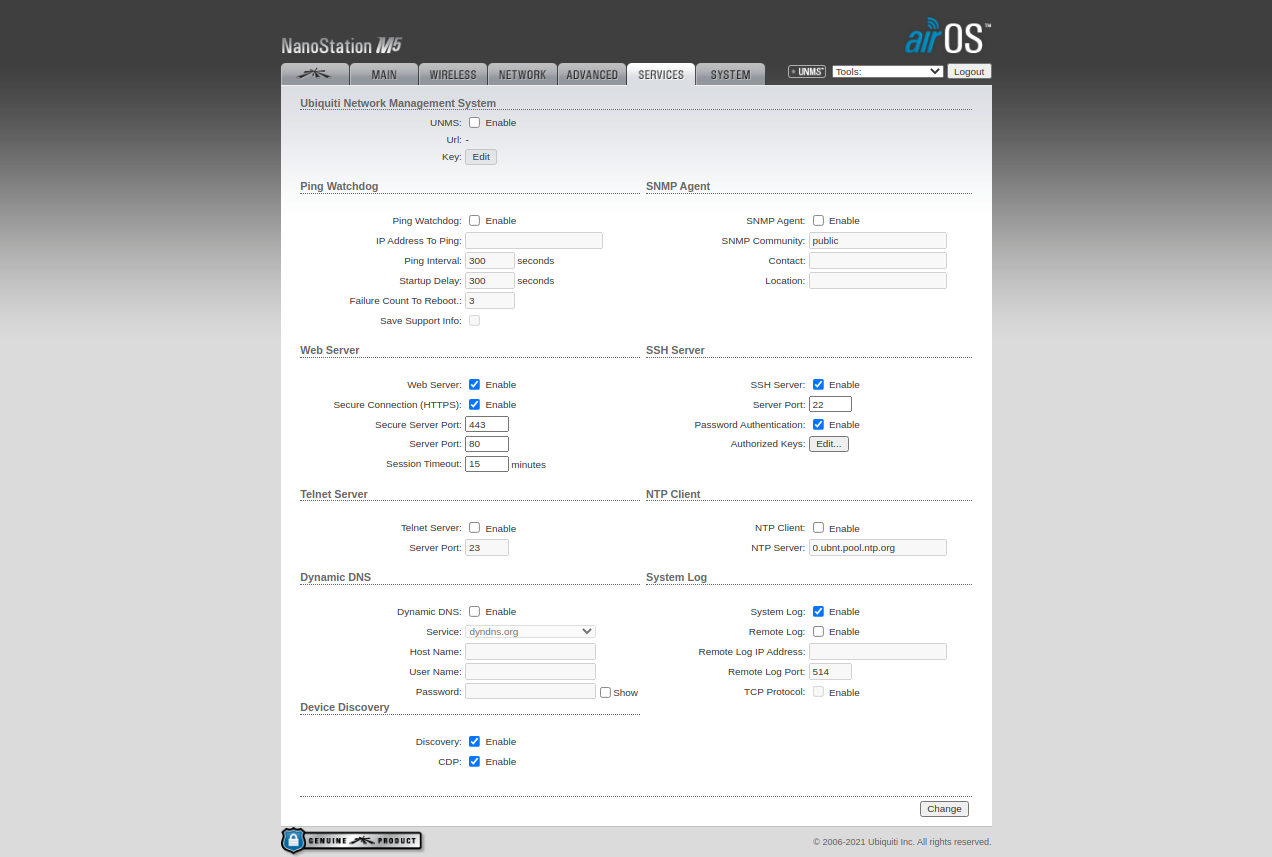 NanoStation M5
airOS™
MAIN WIRELESS NETWORK ADVANCED SERVICES SYSTEM
UNMS™ Tools: Logout
Ubiquiti Network Management System
UNMS: Enable
Url: -
Key: Edit
Ping Watchdog
Ping Watchdog: Enable
IP Address To Ping:
Ping Interval: 300 seconds
Startup Delay: 300 seconds
Failure Count To Reboot.: 3
Save Support Info:
SNMP Agent
SNMP Agent: Enable
SNMP Community: public
Contact:
Location:
Web Server
Web Server: Enable
Secure Connection (HTTPS): Enable
Secure Server Port: 443
Server Port: 80
Session Timeout: 15 minutes
SSH Server
SSH Server: Enable
Server Port: 22
Password Authentication: Enable
Authorized Keys: Edit...
Telnet Server
Telnet Server: Enable
Server Port: 23
NTP Client
NTP Client: Enable
NTP Server: 0.ubnt.pool.ntp.org
Dynamic DNS
Dynamic DNS: Enable
Service: dyndns.org
Host Name:
User Name:
Password: Show
System Log
System Log: Enable
Remote Log: Enable
Remote Log IP Address:
Remote Log Port: 514
TCP Protocol: Enable
Device Discovery
Discovery: Enable
CDP: Enable
Change
GENUINE PRODUCT
© 2006-2021 Ubiquiti Inc. All rights reserved.